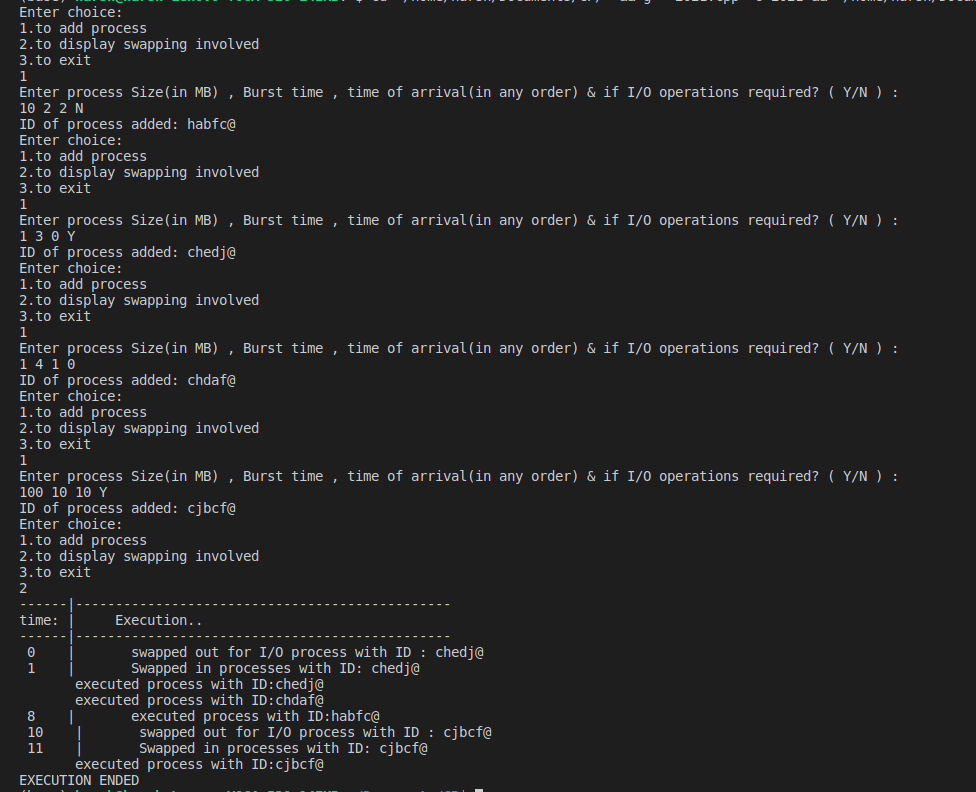 Enter choice:
1.to add process
2.to display swapping involved
3.to exit
1
Enter process Size(in MB) , Burst time , time of arrival(in any order) & if I/O operations required? ( Y/N ) :
10 2 2 N
ID of process added: habfc@
Enter choice:
1.to add process
2.to display swapping involved
3.to exit
1
Enter process Size(in MB) , Burst time , time of arrival(in any order) & if I/O operations required? ( Y/N ) :
1 3 0 Y
ID of process added: chedj@
Enter choice:
1.to add process
2.to display swapping involved
3.to exit
1
Enter process Size(in MB) , Burst time , time of arrival(in any order) & if I/O operations required? ( Y/N ) :
1 4 1 0
ID of process added: chdaf@
Enter choice:
1.to add process
2.to display swapping involved
3.to exit
1
Enter process Size(in MB) , Burst time , time of arrival(in any order) & if I/O operations required? ( Y/N ) :
100 10 10 Y
ID of process added: cjbcf@
Enter choice:
1.to add process
2.to display swapping involved
3.to exit
2
------|-----------------------------------------------
time: |     Execution..
------|-----------------------------------------------
 0    |       swapped out for I/O process with ID : chedj@
 1    |       Swapped in processes with ID: chedj@
       executed process with ID:chedj@
       executed process with ID:chdaf@
 8    |       executed process with ID:habfc@
 10    |       swapped out for I/O process with ID : cjbcf@
 11    |       Swapped in processes with ID: cjbcf@
       executed process with ID:cjbcf@
EXECUTION ENDED